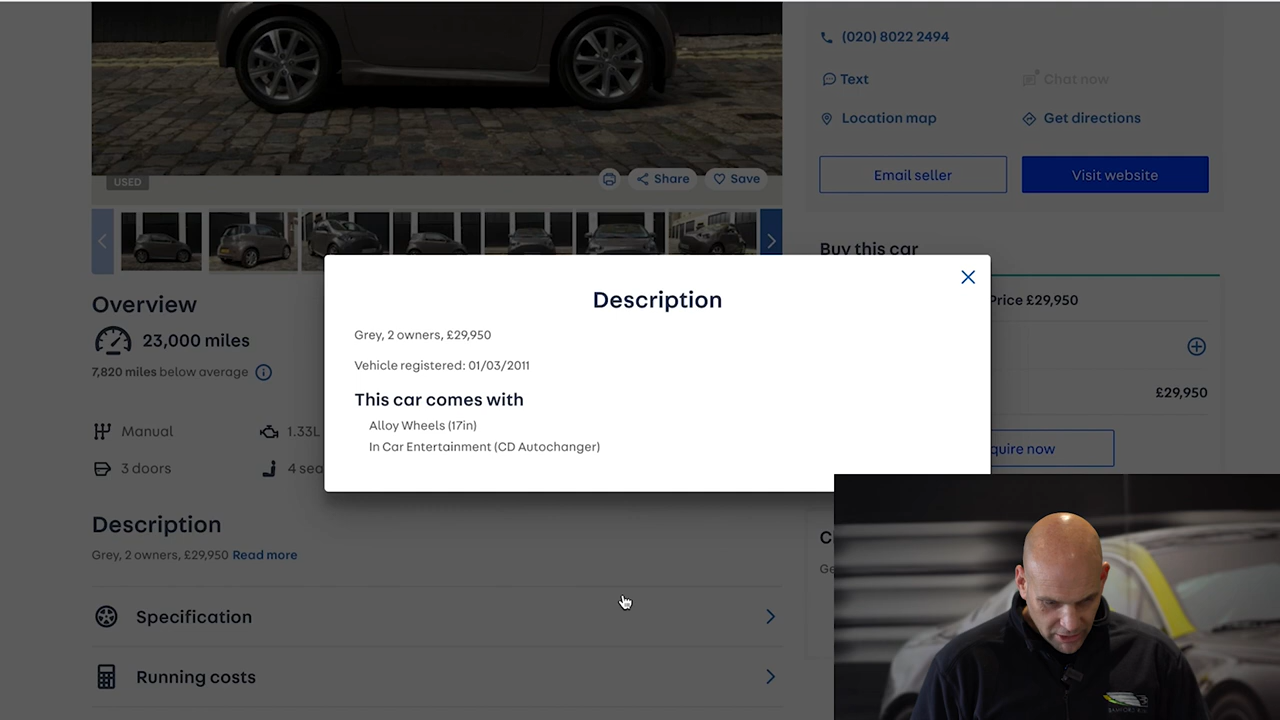 (020) 8022 2494
Text
Chat now
Location map
Get directions
USED
Share
Save
Email seller
Visit website
Buy this car
Price £29,950
£29,950
quire now
Overview
23,000 miles
7,820 miles below average
Manual
1.33L
3 doors
4 sea
Description
Grey, 2 owners, £29,950
Vehicle registered: 01/03/2011
This car comes with
Alloy Wheels (17in)
In Car Entertainment (CD Autochanger)
Description
Grey, 2 owners, £29,950 Read more
Specification
Running costs
C
Ge